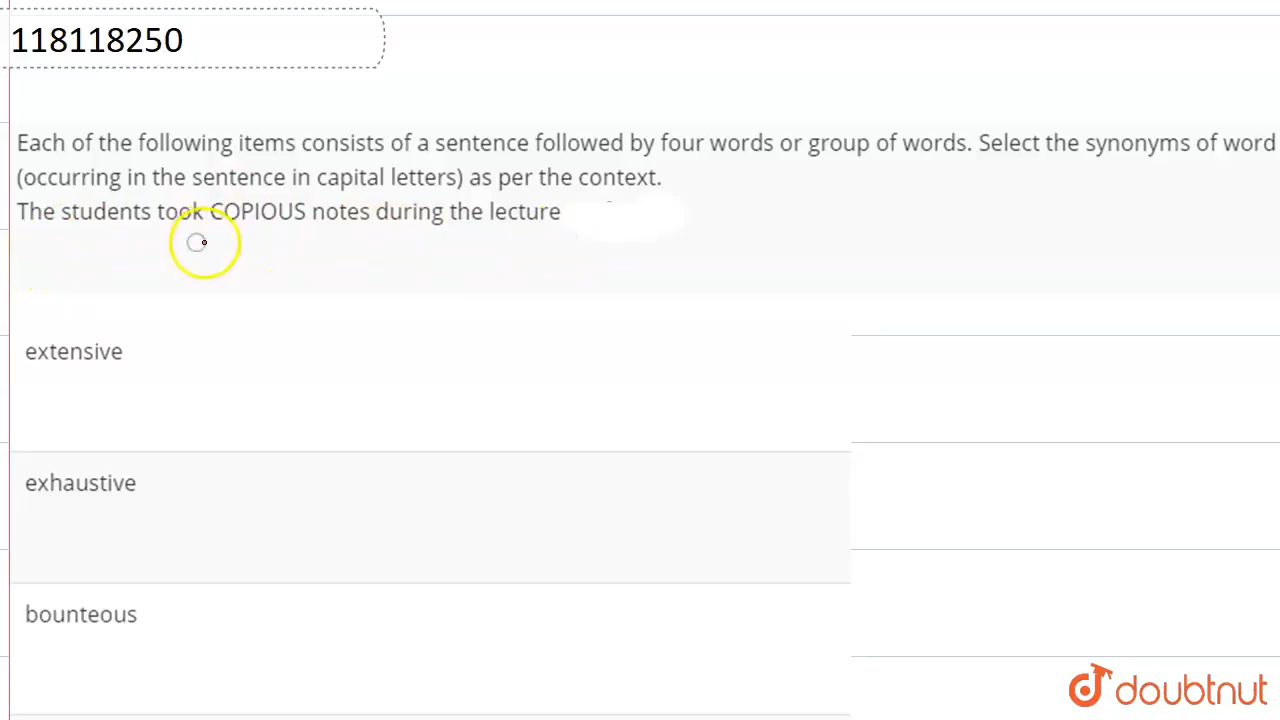 118118250
Each of the following items consists of a sentence followed by four words or group of words. Select the synonyms of word
(occurring in the sentence in capital letters) as per the context.
The students took COPIOUS notes during the lecture
extensive
exhaustive
bounteous
doubtnut